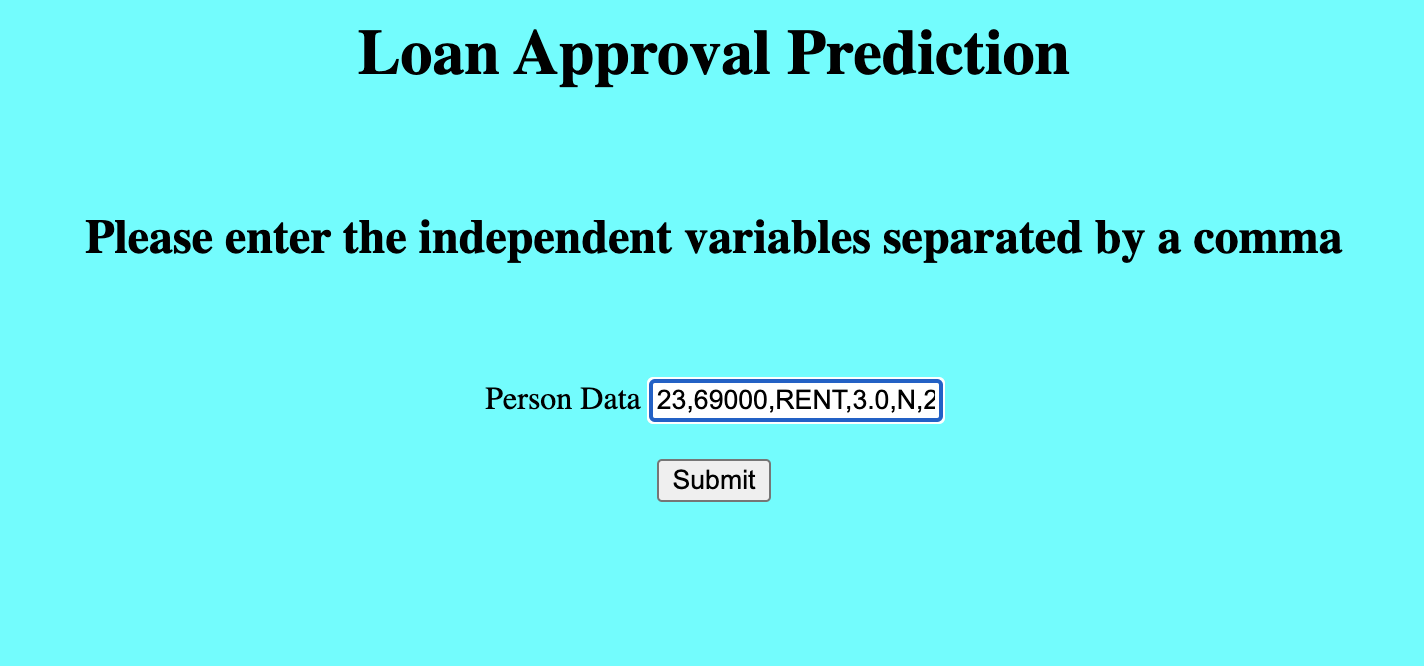 Loan Approval Prediction
Please enter the independent variables separated by a comma
Person Data 23,69000,RENT,3.0,N,2
Submit